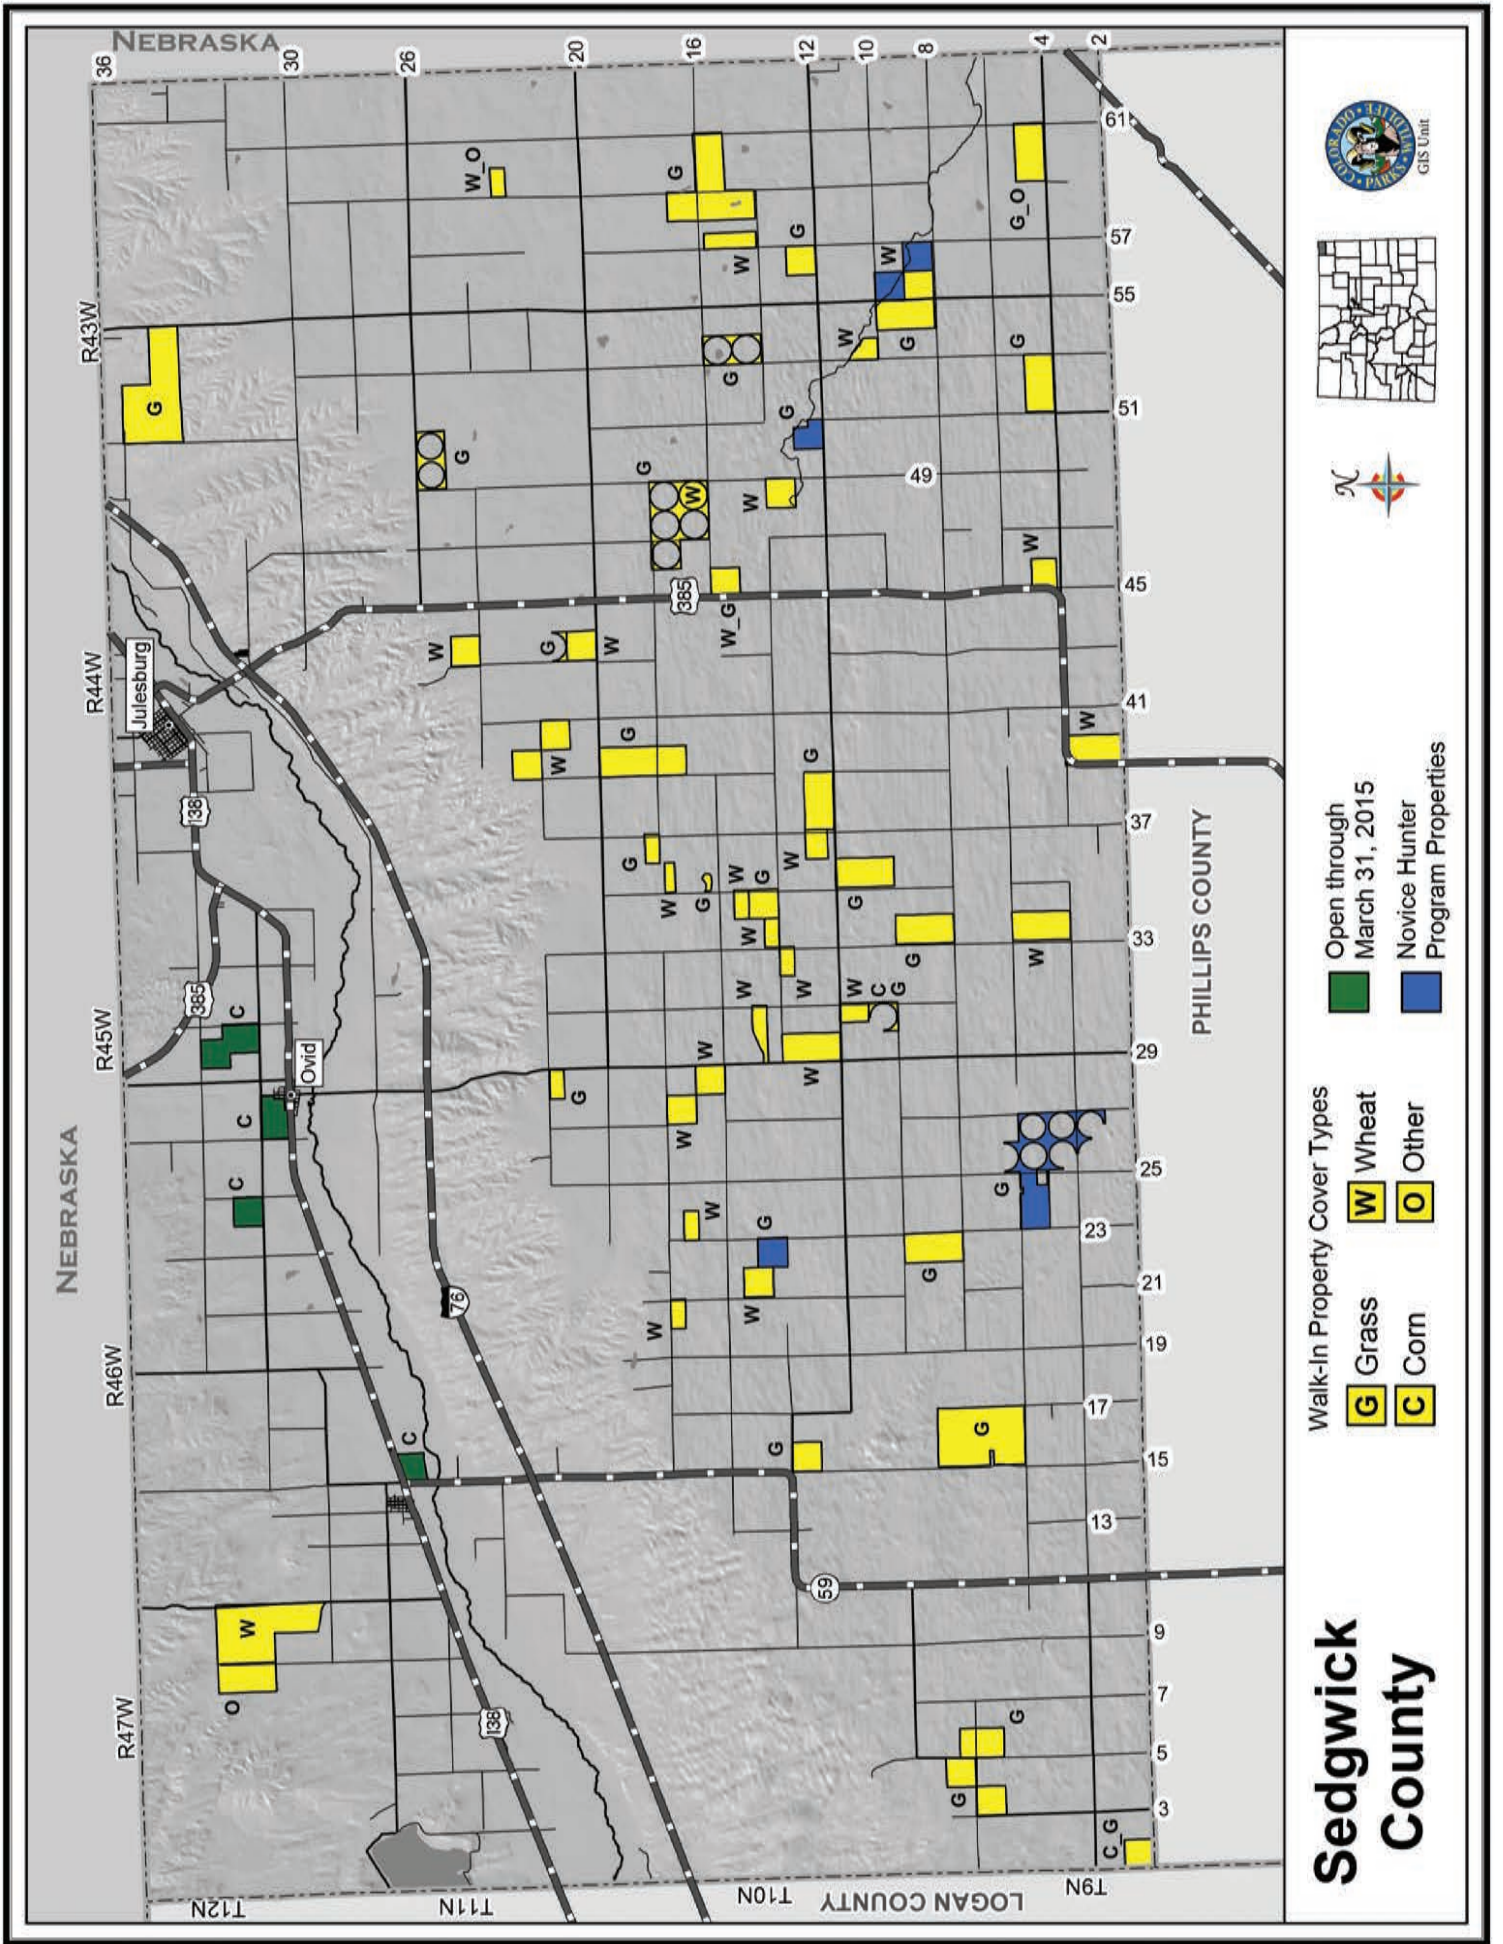 NEBRASKA
NEBRASKA
R47W
R46W
R45W
R44W
R43W
36
30
26
20
16
12
10
8
4
2
T12N
T11N
T10N
T9N
LOGAN COUNTY
PHILLIPS COUNTY
Julesburg
Ovid
138
138
385
385
76
59
O
W
C
C
C
C
G
W_O
G
W
G
W
G
G
W
G
G_O
G
G
G
G
W
W
W_G
W
W
G
W
W
G
G
W
W
G
W
G
W
G
W
G
W
W
W
G
G
W
W
C
G
W
W
W
G
W
W
G
W
G
G
G
G
G
G
C_G
3
5
7
9
13
15
17
19
21
23
25
29
33
37
41
45
49
51
55
57
61
Sedgwick
County
Walk-In Property Cover Types
G Grass
W Wheat
C Corn
O Other
Open through
March 31, 2015
Novice Hunter
Program Properties
N
COLORADO
PARKS • WILDLIFE
GIS Unit